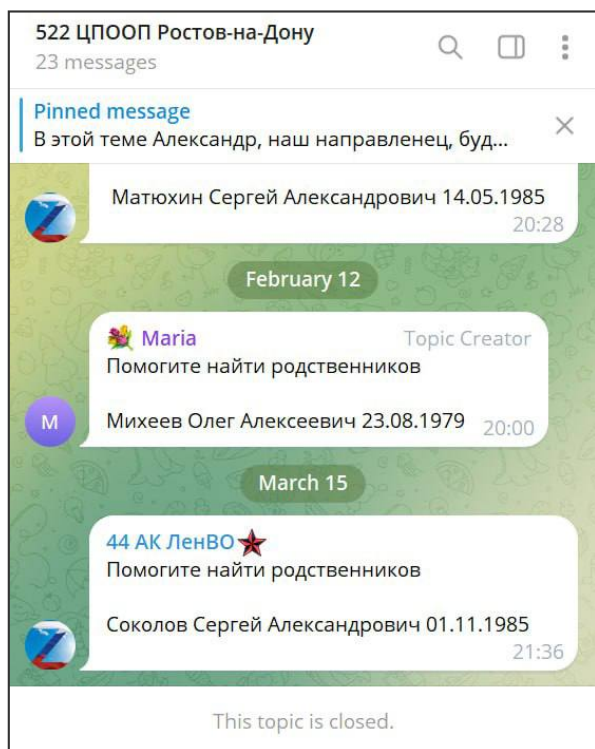 522 ЦПООП Ростов-на-Дону
23 messages
Pinned message
В этой теме Александр, наш направленец, буд...
Матюхин Сергей Александрович 14.05.1985
20:28
February 12
Maria
Topic Creator
Помогите найти родственников
Михеев Олег Алексеевич 23.08.1979
20:00
M
March 15
44 АК ЛенВО
Помогите найти родственников
Соколов Сергей Александрович 01.11.1985
21:36
This topic is closed.